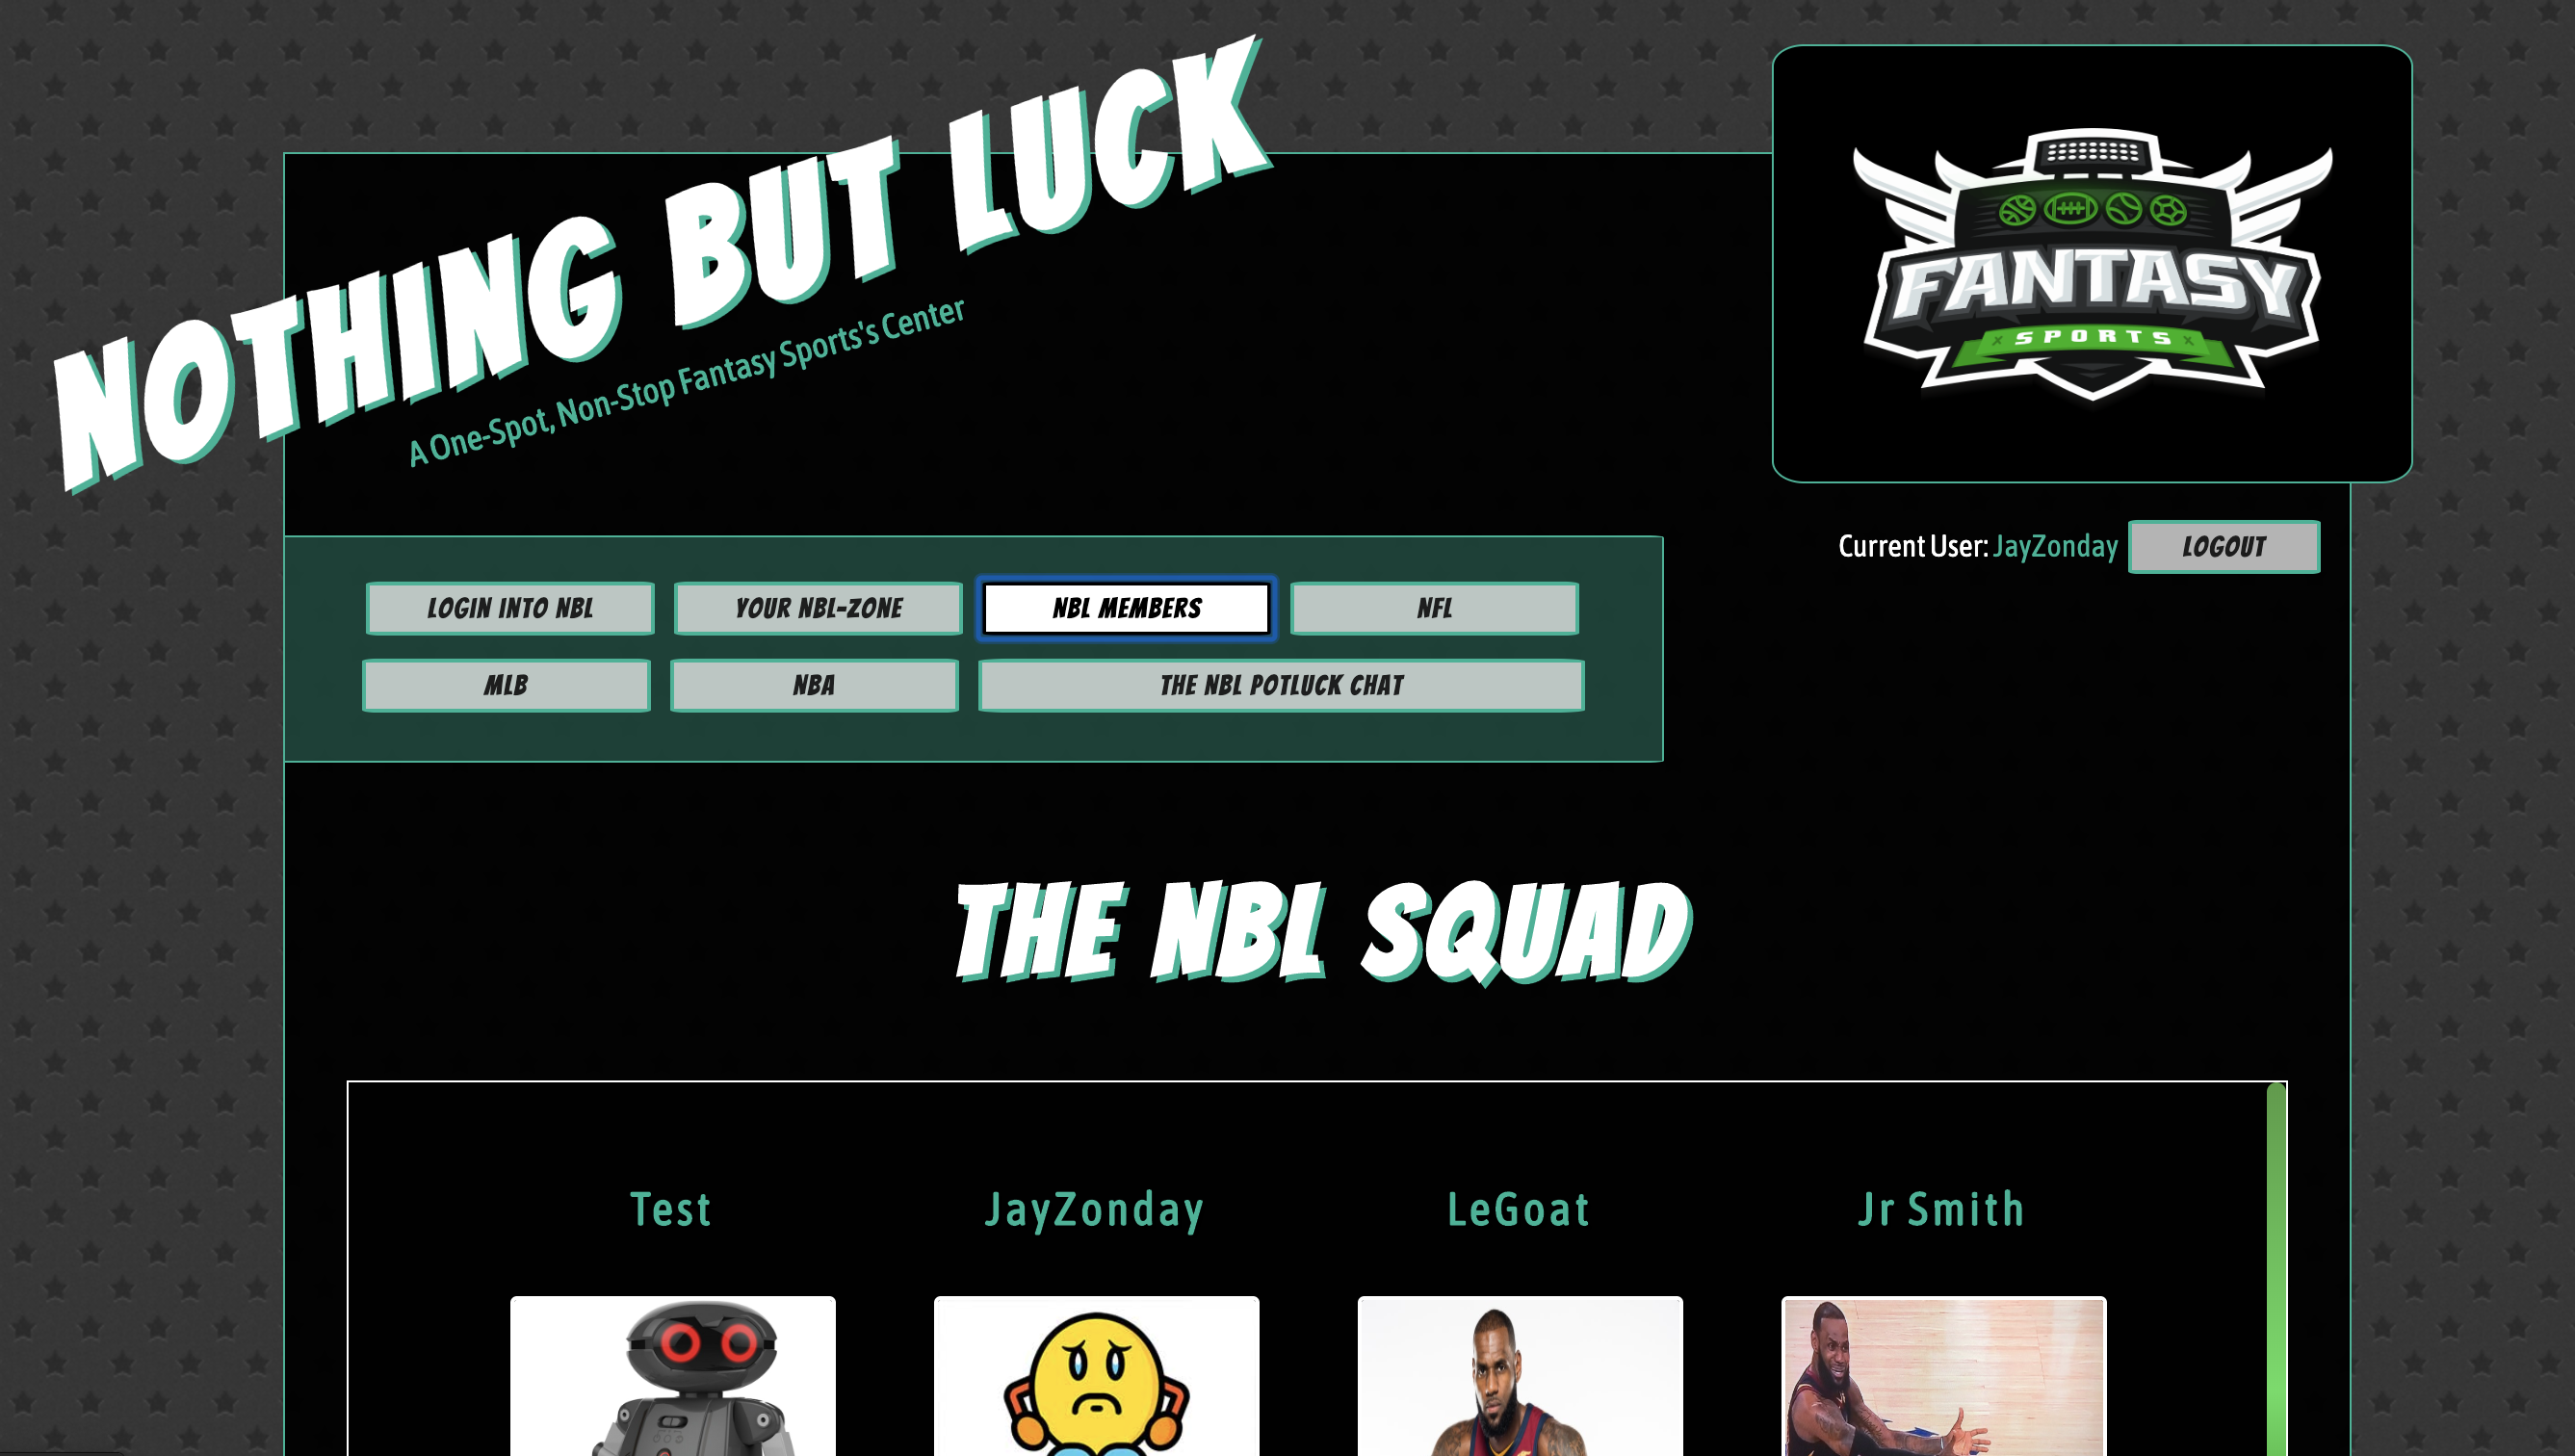 NOTHING BUT LUCK
A One-Spot, Non-Stop Fantasy Sports's Center
FANTASY
SPORTS
Current User: JayZonday LOGOUT
LOGIN INTO NBL YOUR NBL-ZONE NBL MEMBERS NFL
MLB NBA THE NBL POTLUCK CHAT
THE NBL SQUAD
Test JayZonday LeGoat Jr Smith